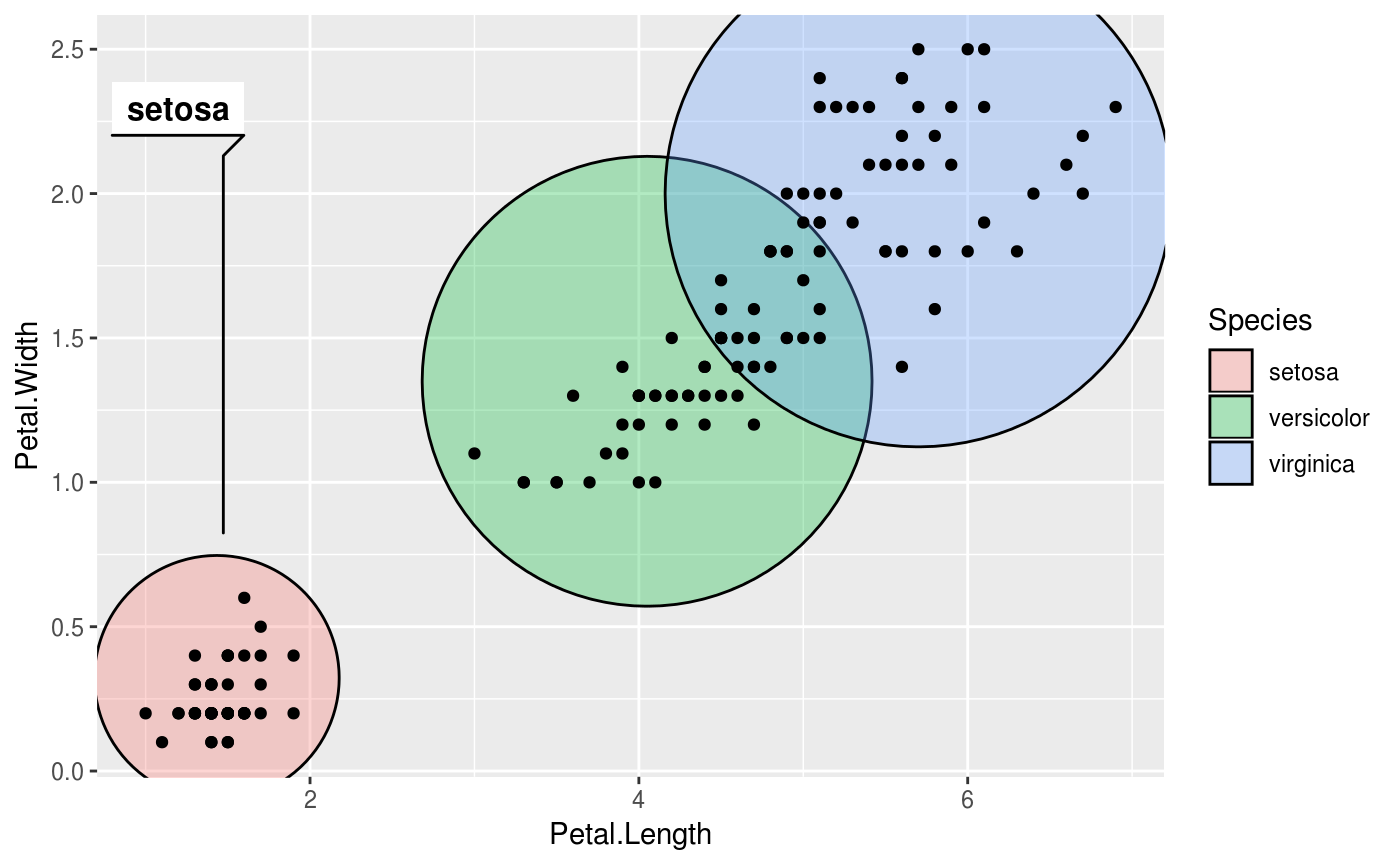 2.5
2.0
1.5
1.0
0.5
0.0
Petal.Width
setosa
2 4 6
Petal.Length
Species
setosa
versicolor
virginica